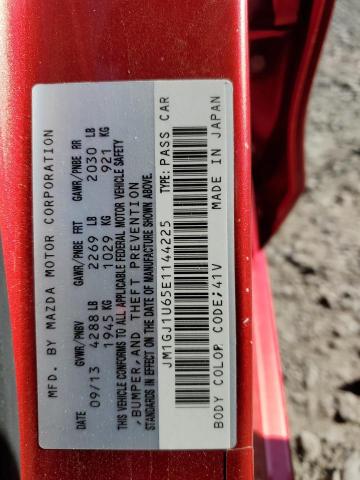 MFD. BY MAZDA MOTOR CORPORATION
DATE GVWR/PNBV GAWR/PNBE FRT GAWR/PNBE RR
09/13 4288 LB 2269 LB 2030 LB
1945 KG 1029 KG 921 KG
THIS VEHICLE CONFORMS TO ALL APPLICABLE FEDERAL MOTOR VEHICLE SAFETY
,BUMPER,AND THEFT PREVENTION
STANDARDS IN EFFECT ON THE DATE OF MANUFACTURE SHOWN ABOVE.
JM1GJ1U65E1144225 TYPE: PASS CAR
BODY COLOR CODE:41V MADE IN JAPAN